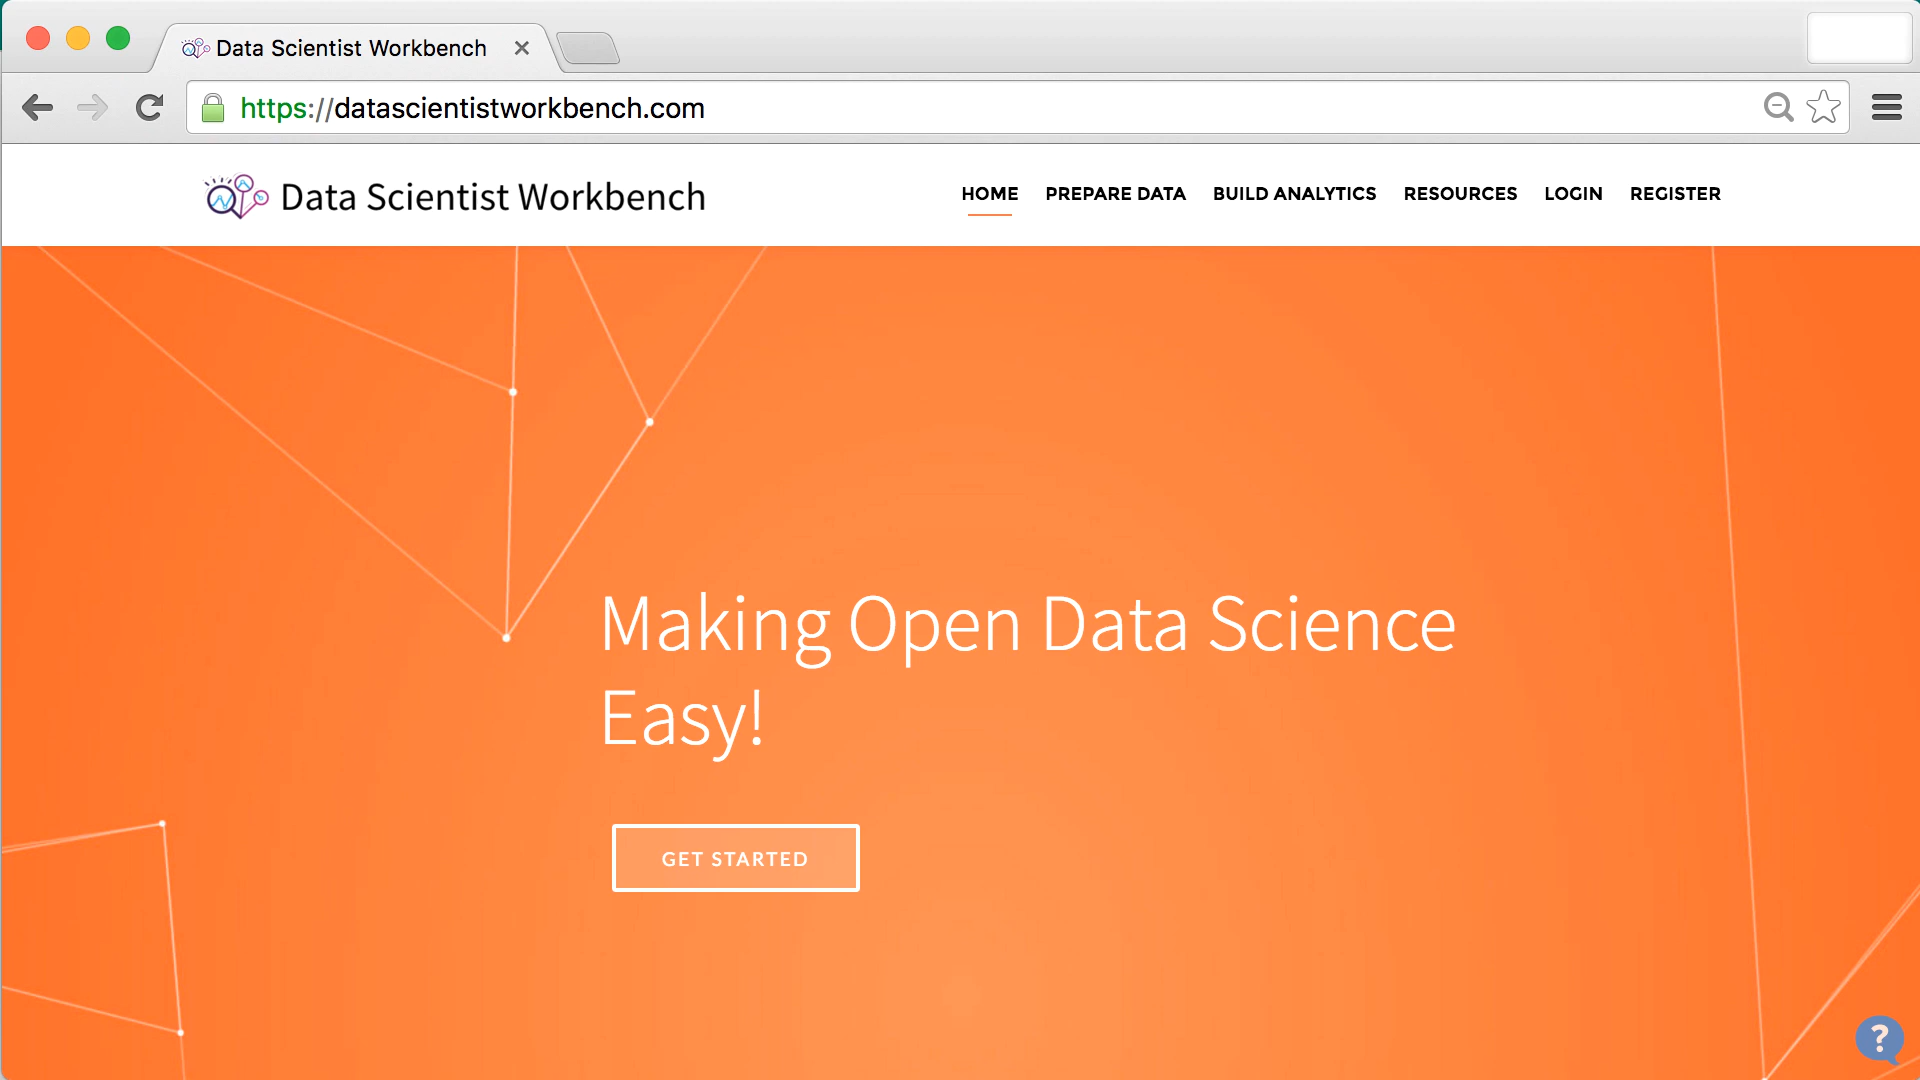 Data Scientist Workbench
https://datascientistworkbench.com
Data Scientist Workbench
HOME PREPARE DATA BUILD ANALYTICS RESOURCES LOGIN REGISTER
Making Open Data Science
Easy!
GET STARTED
?